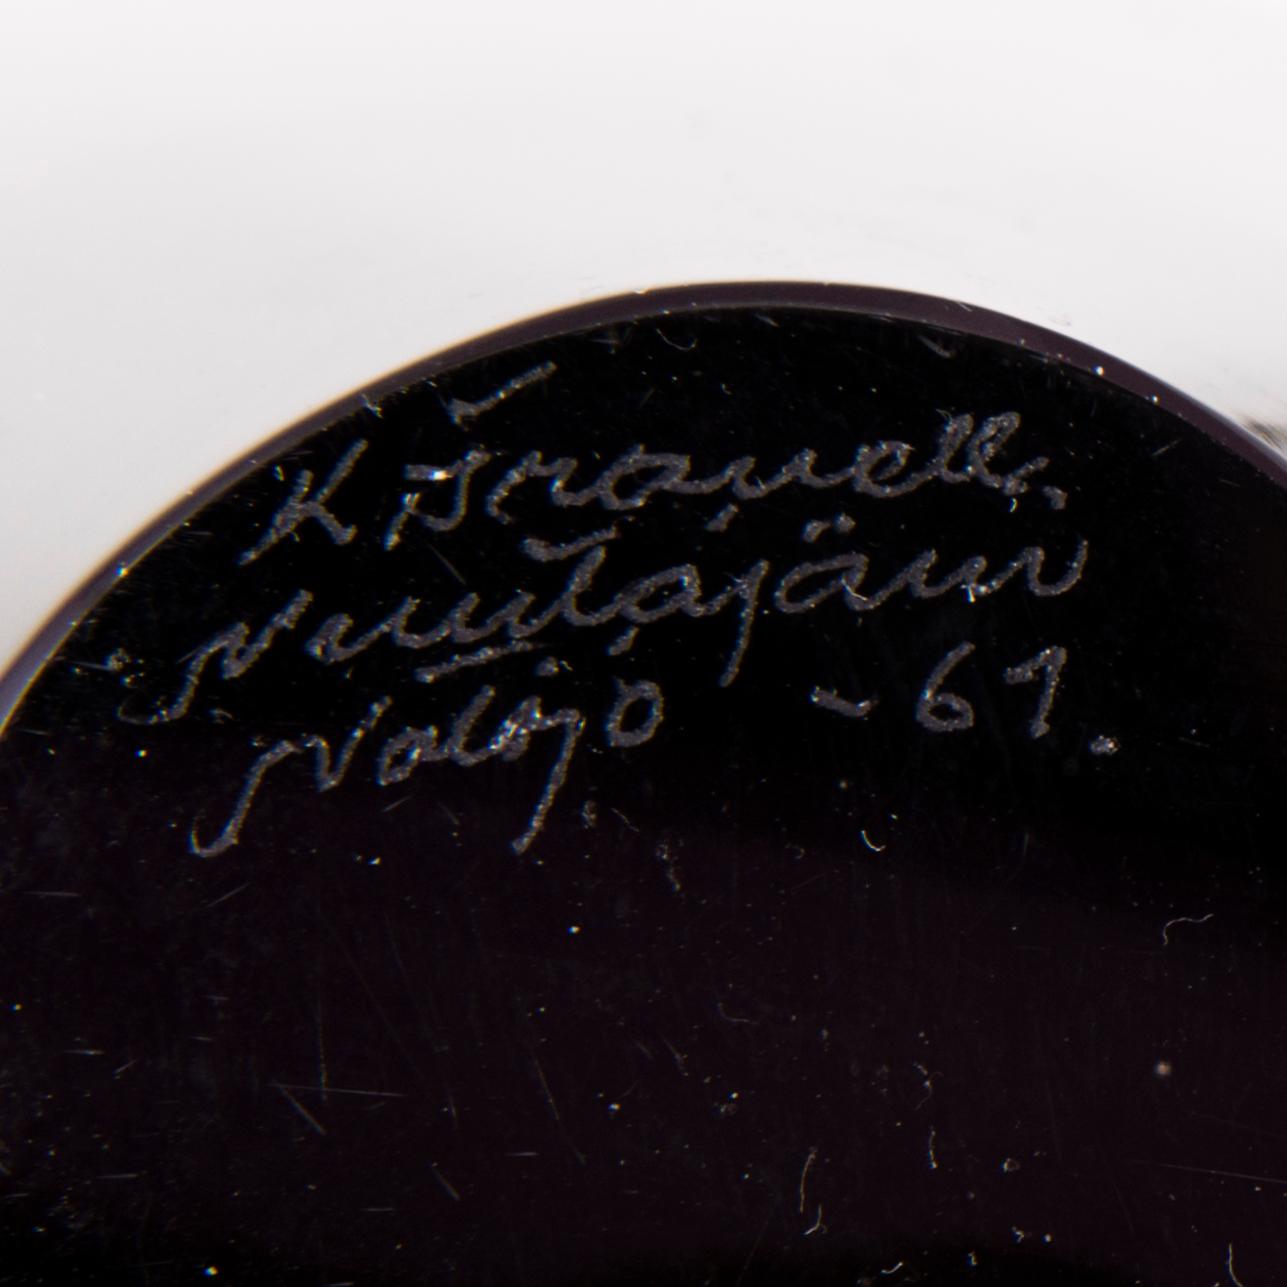 K Franck
Nuutajärvi
Notsjö - 61.